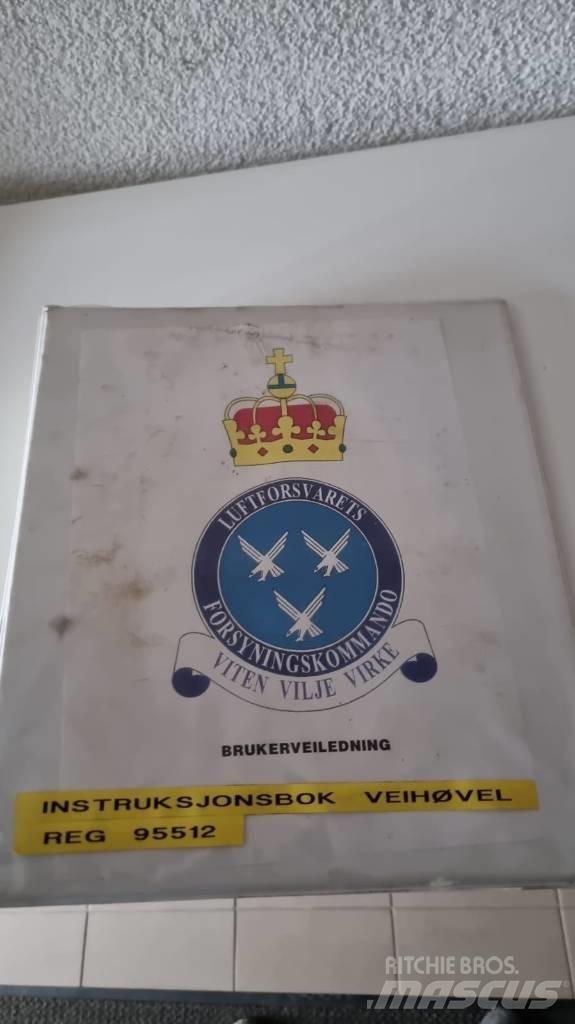 LUFTFORSVARETS
FORSYNINGSKOMMANDO
VITEN VILJE VIRKE
BRUKERVEILEDNING
INSTRUKSJONSBOK VEIHØVEL
REG 95512
RITCHIE BROS.
MASCUS